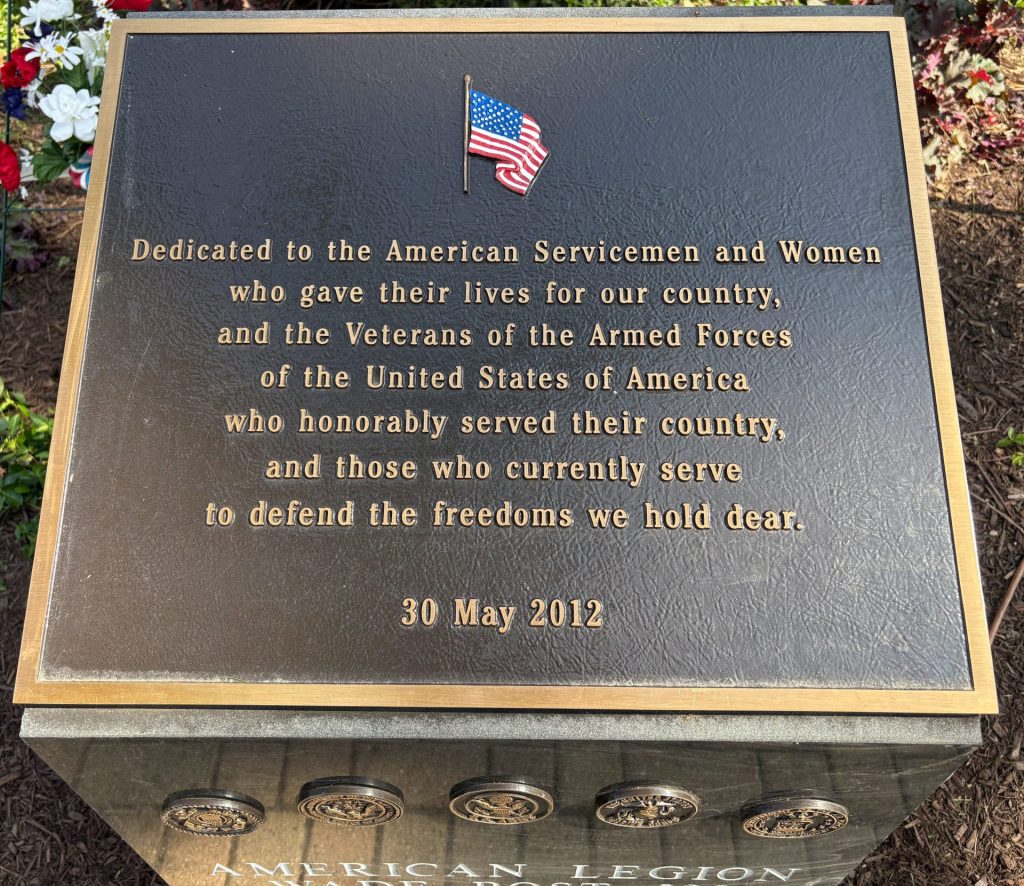 Dedicated to the American Servicemen and Women
who gave their lives for our country,
and the Veterans of the Armed Forces
of the United States of America
who honorably served their country,
and those who currently serve
to defend the freedoms we hold dear.
30 May 2012
AMERICAN LEGION
WADE POST